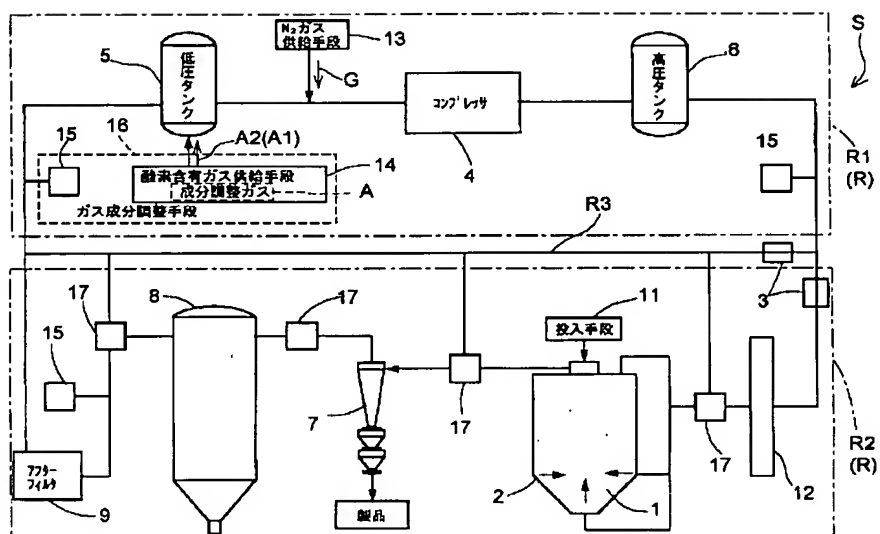 S
N₂ガス
供給手段
13
5
低圧タンク
G
コンプレッサ
4
高圧タンク
6
16
A2(A1)
15
14
酸素含有ガス供給手段
成分調整ガス
A
ガス成分調整手段
15
R1
(R)
R3
3
17
8
17
11
投入手段
15
7
17
17
R2
(R)
アフター
フィルタ
9
2
1
12
製品